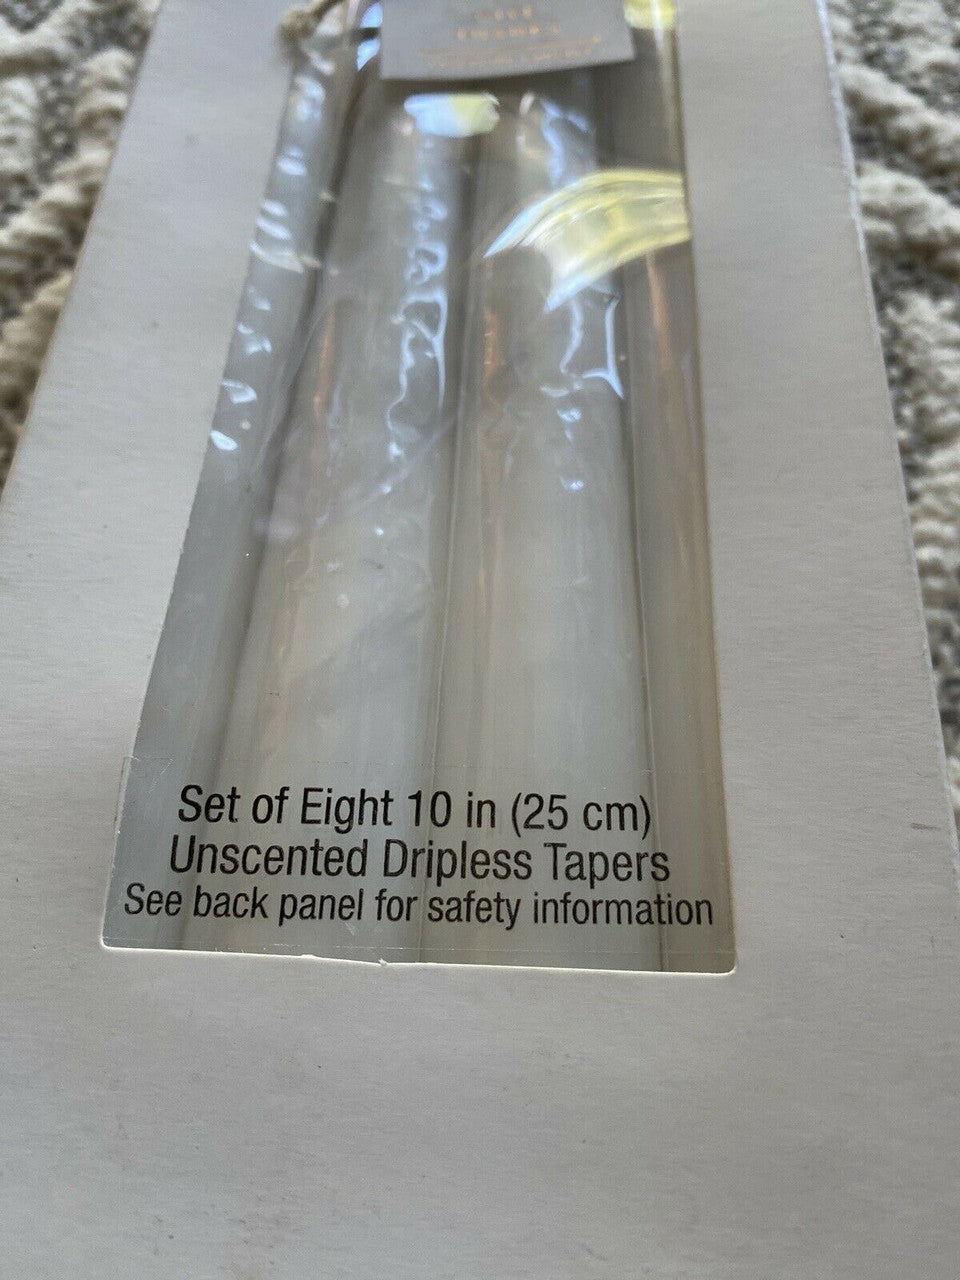 Set of Eight 10 in (25 cm)
Unscented Dripless Tapers
See back panel for safety information